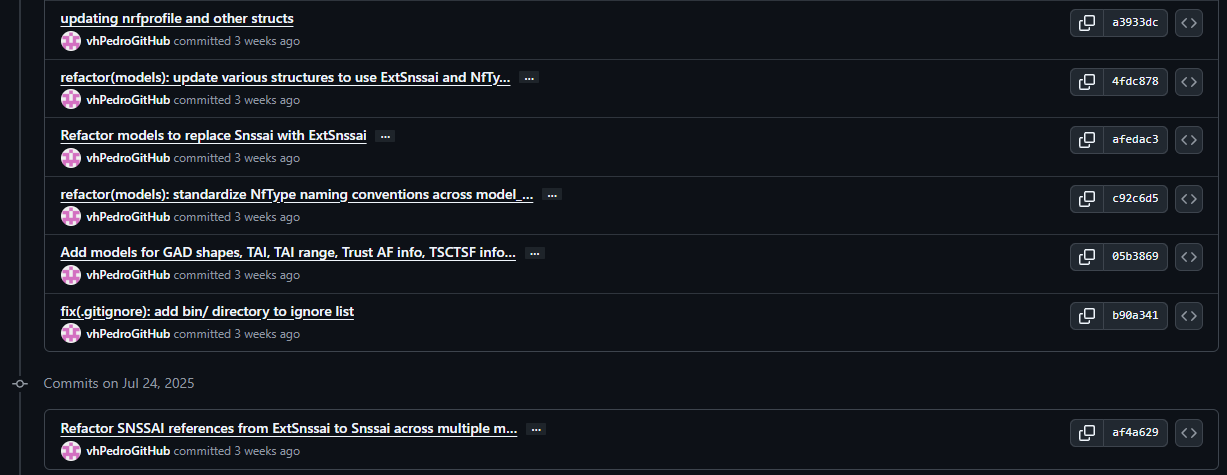 updating nrfprofile and other structs
a3933dc
vhPedroGitHub committed 3 weeks ago
refactor(models): update various structures to use ExtSnssai and NfTy... ...
4fdc878
vhPedroGitHub committed 3 weeks ago
Refactor models to replace Snssai with ExtSnssai ...
afedac3
vhPedroGitHub committed 3 weeks ago
refactor(models): standardize NfType naming conventions across model_... ...
c92c6d5
vhPedroGitHub committed 3 weeks ago
Add models for GAD shapes, TAI, TAI range, Trust AF info, TSCTSF info... ...
05b3869
vhPedroGitHub committed 3 weeks ago
fix(.gitignore): add bin/ directory to ignore list
b90a341
vhPedroGitHub committed 3 weeks ago
Commits on Jul 24, 2025
Refactor SNSSAI references from ExtSnssai to Snssai across multiple m... ...
af4a629
vhPedroGitHub committed 3 weeks ago